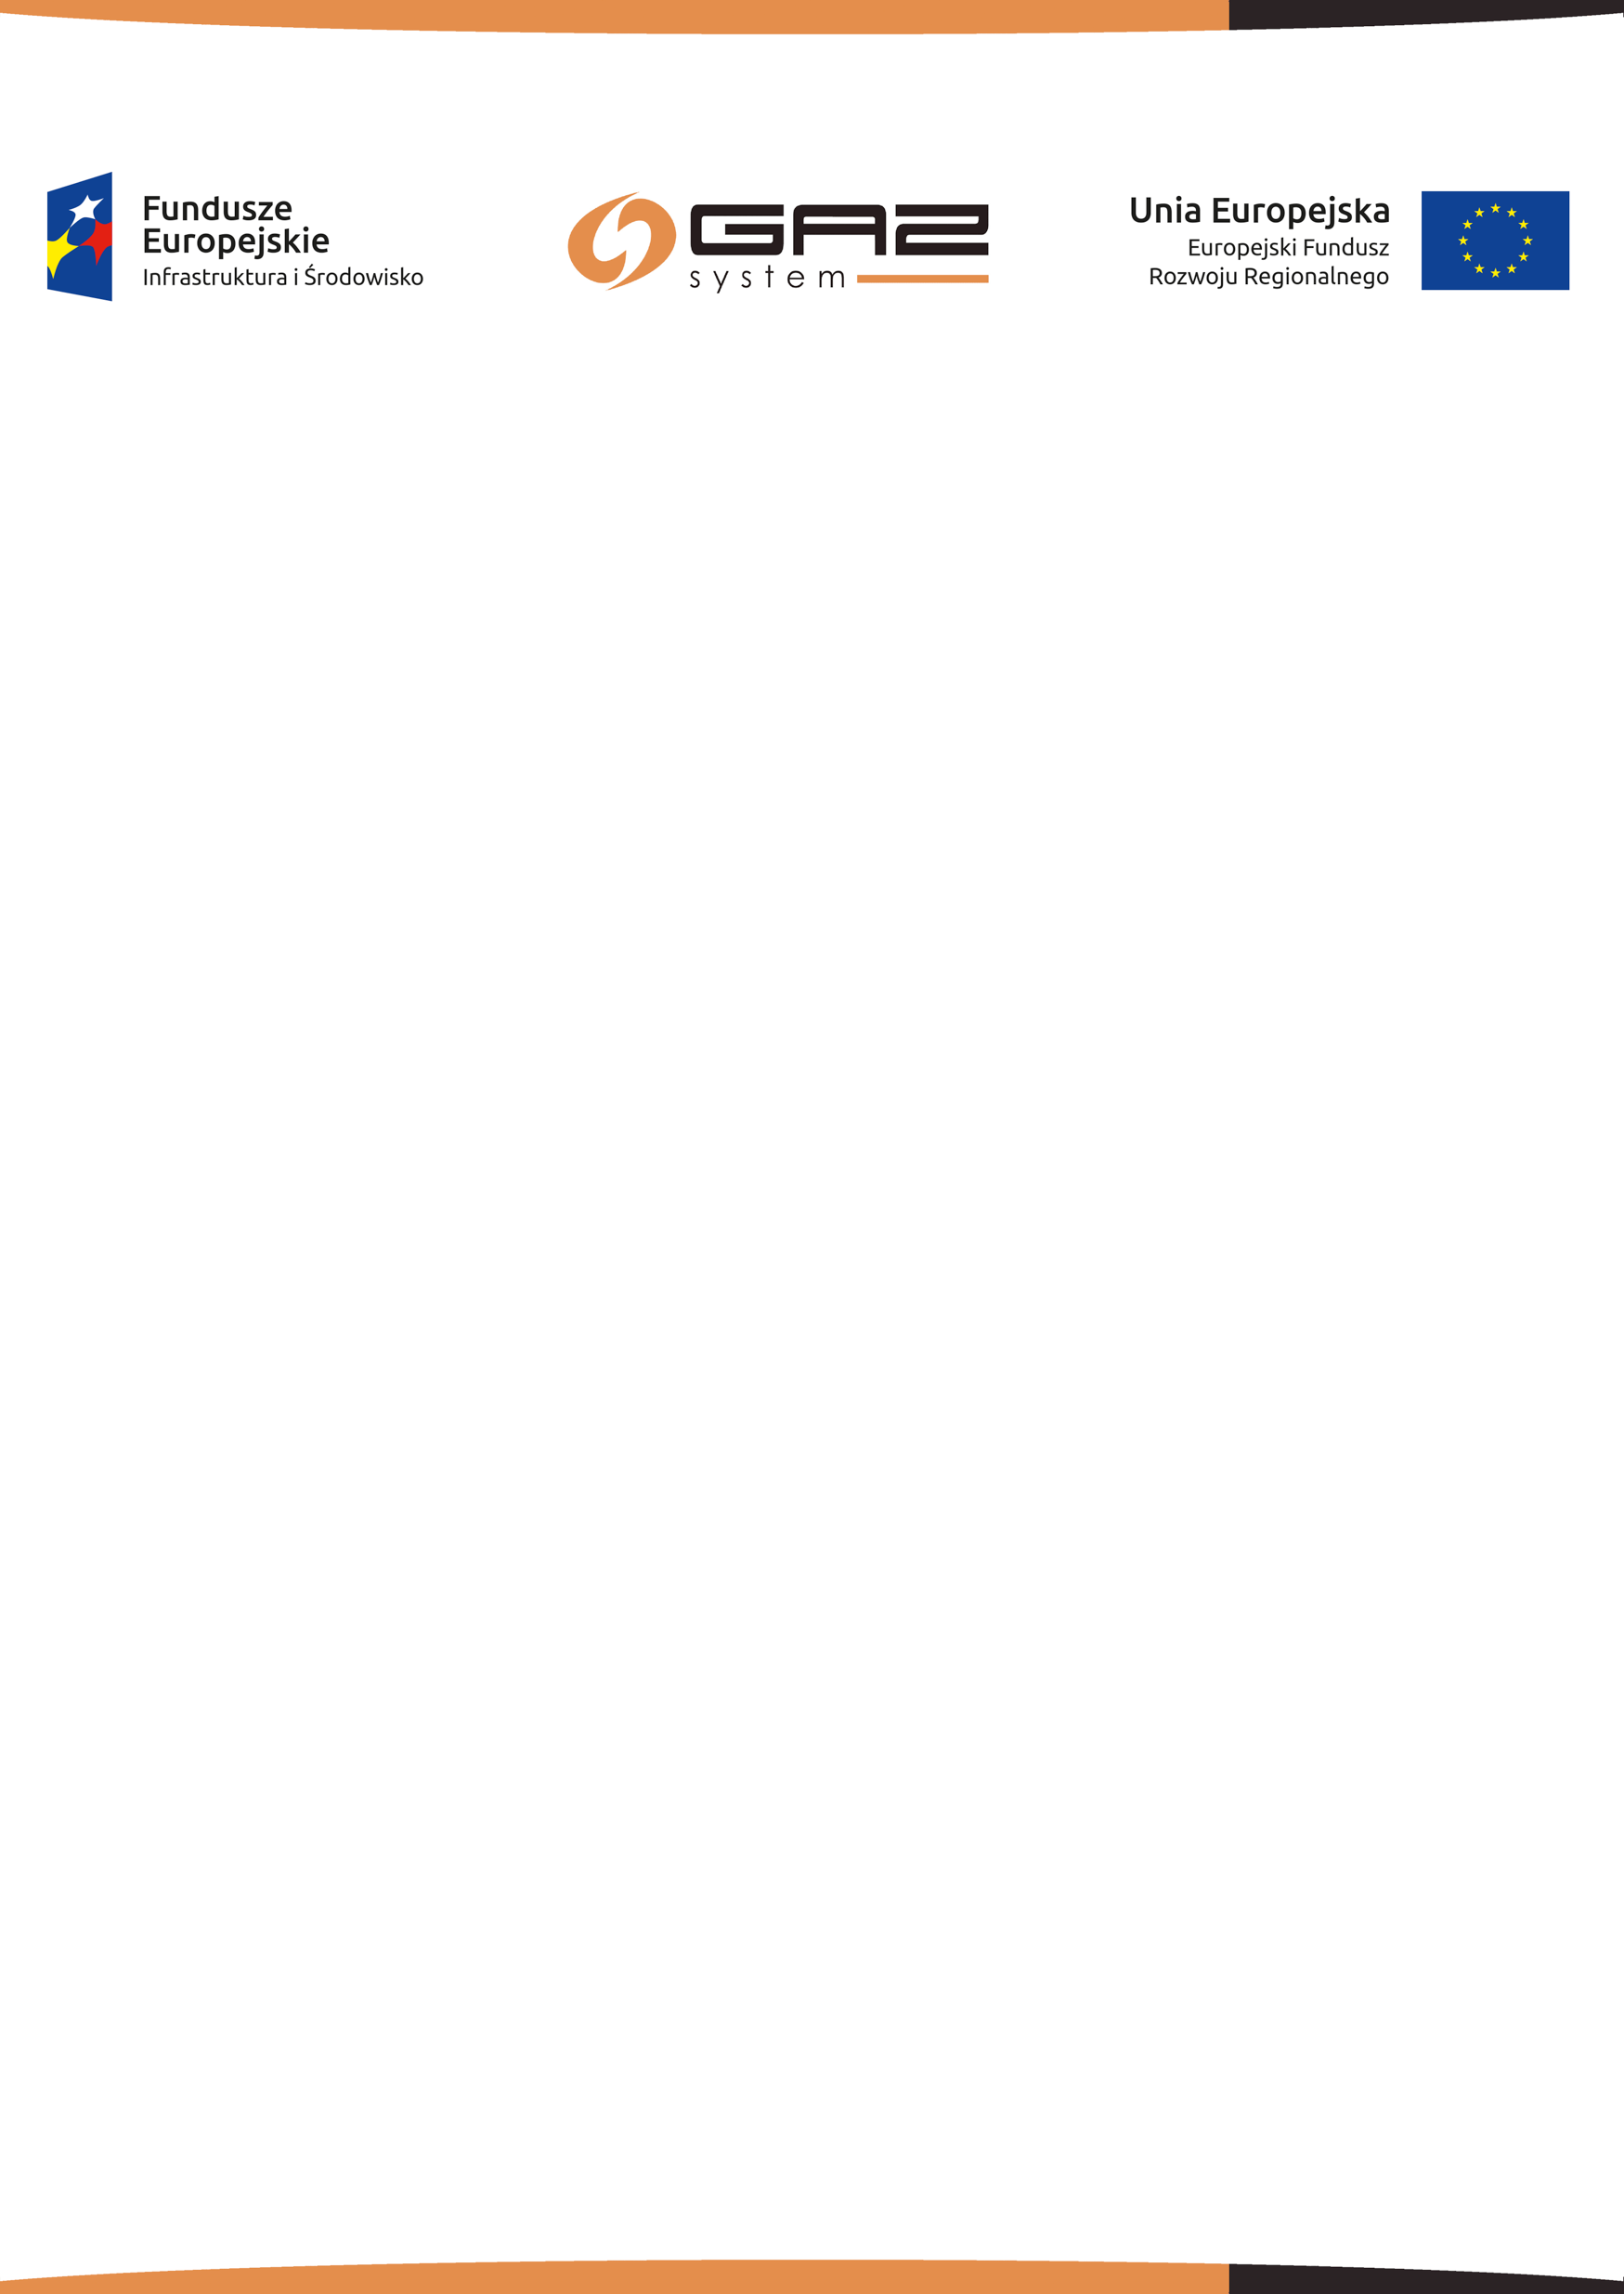 Fundusze
Europejskie
Infrastruktura i Środowisko
GAZ
system
Unia Europejska
Europejski Fundusz
Rozwoju Regionalnego